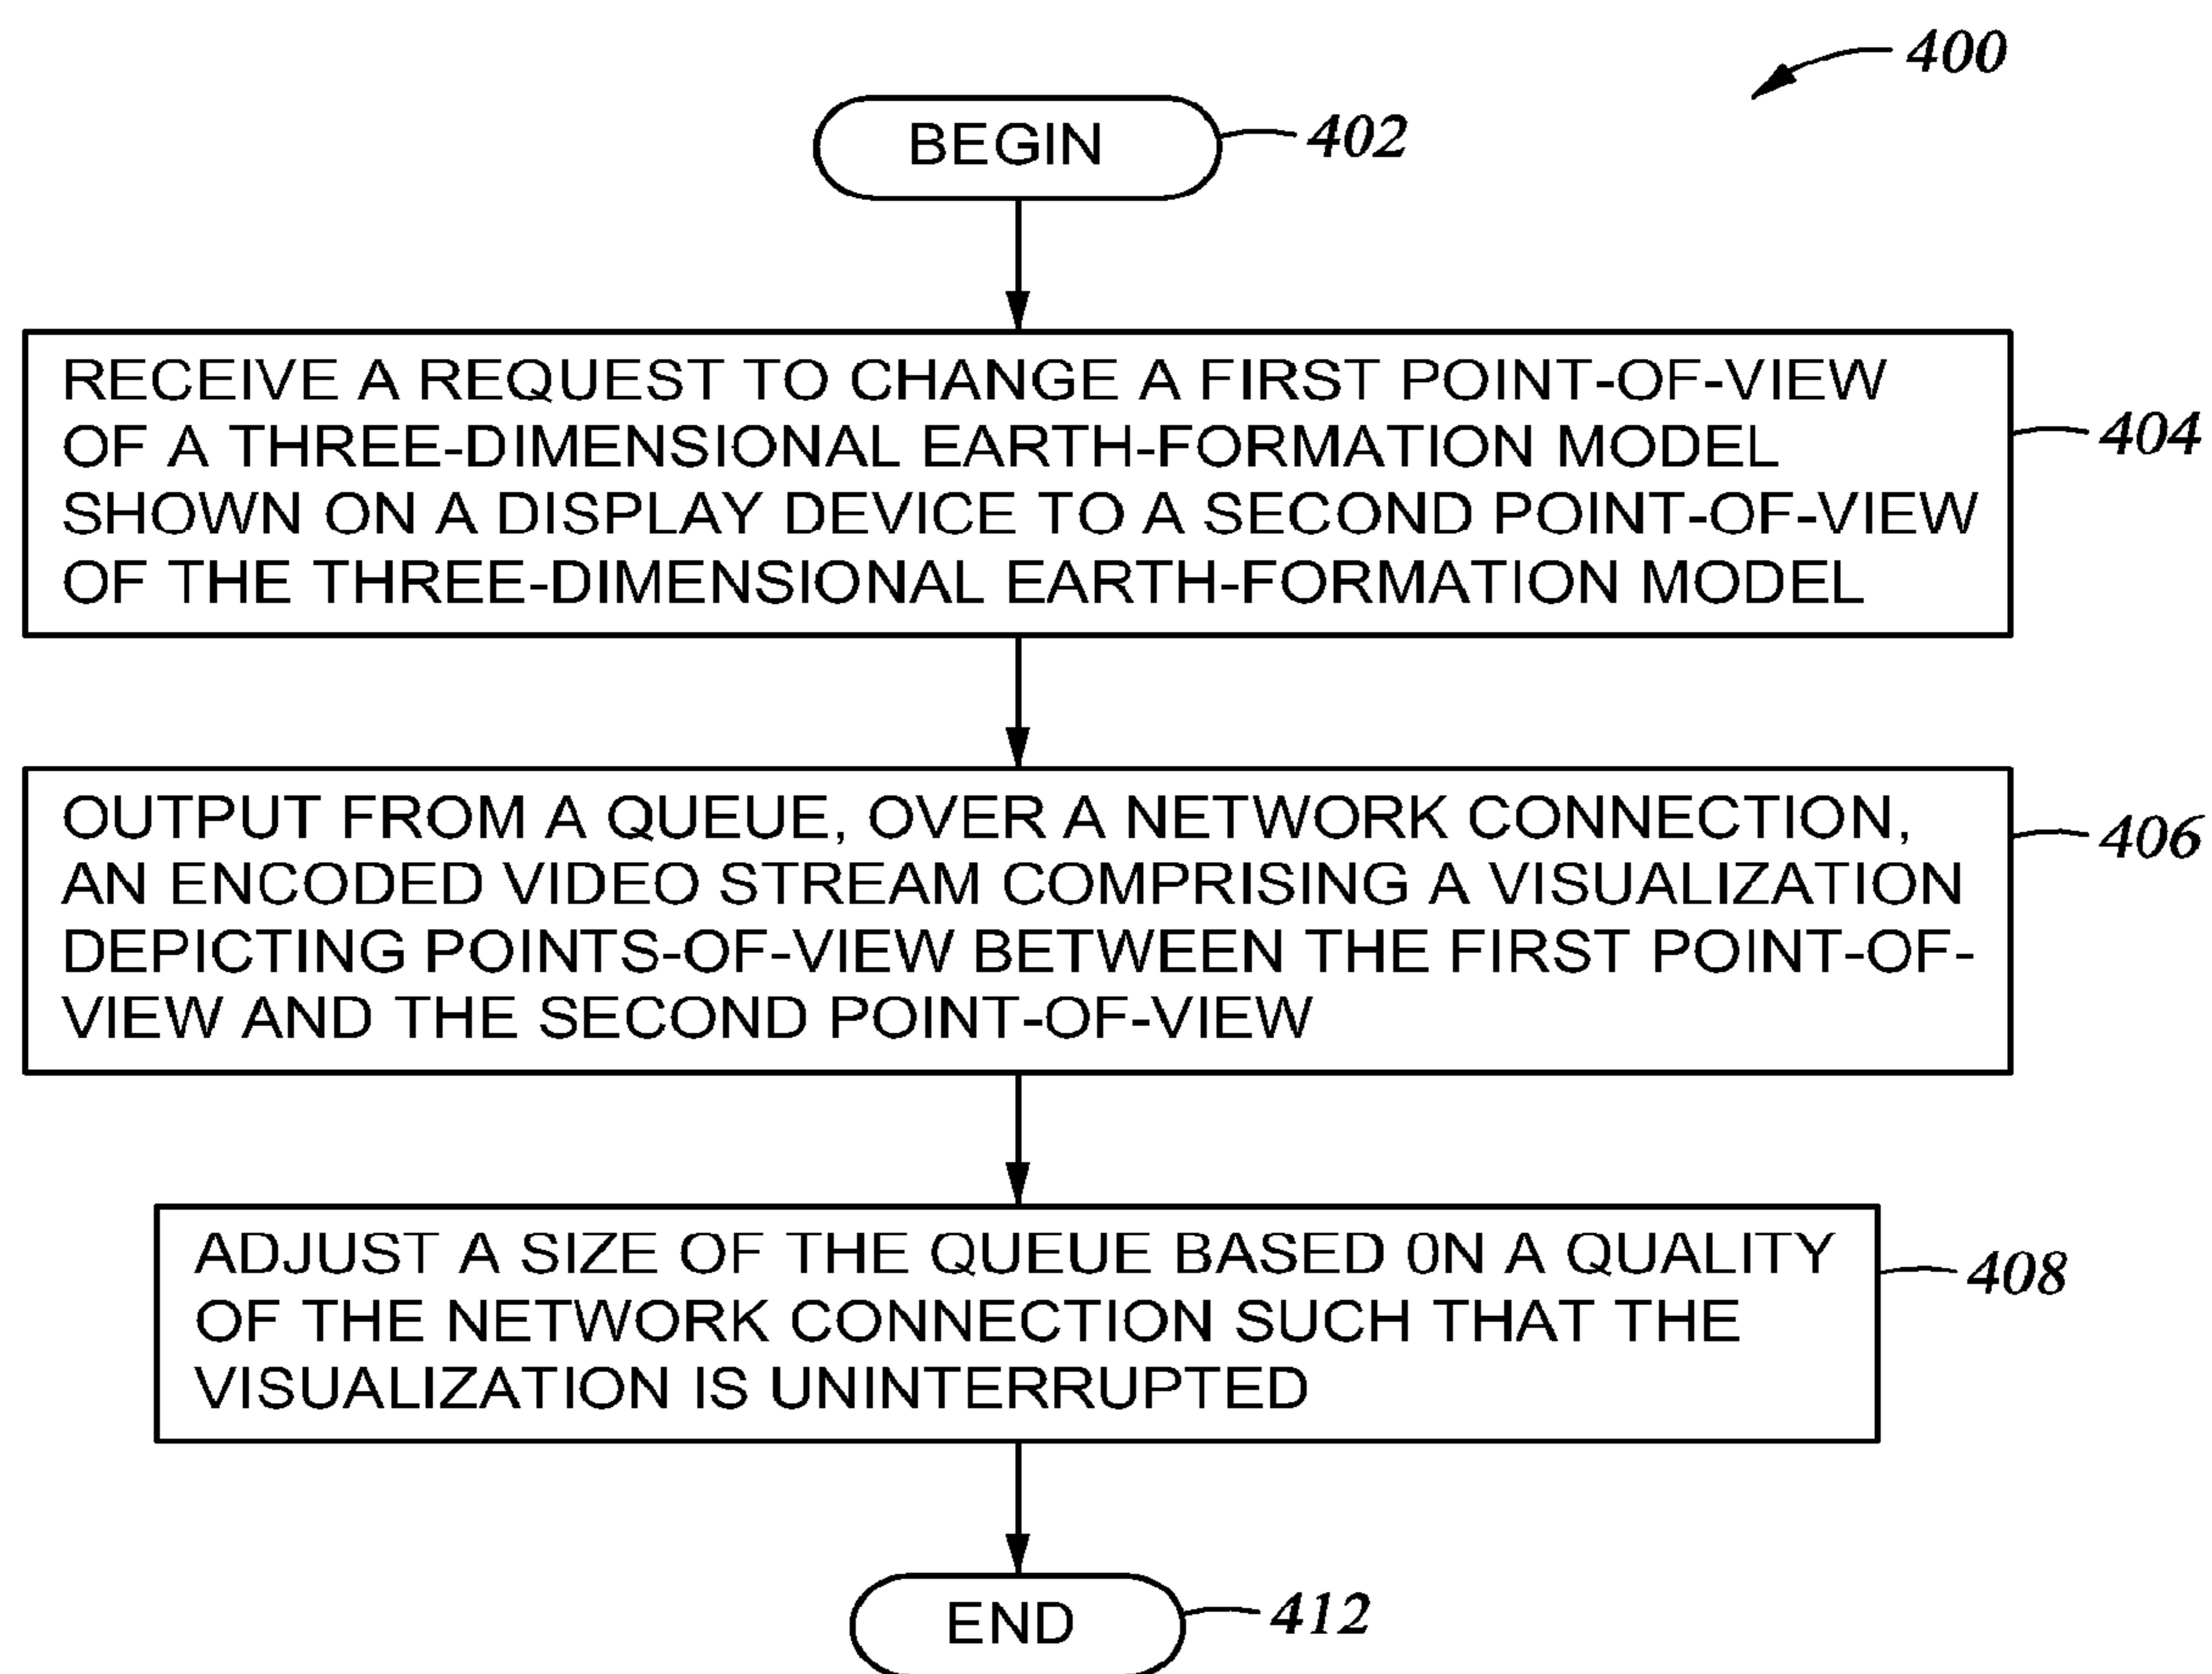 400
BEGIN
402
RECEIVE A REQUEST TO CHANGE A FIRST POINT-OF-VIEW
OF A THREE-DIMENSIONAL EARTH-FORMATION MODEL
SHOWN ON A DISPLAY DEVICE TO A SECOND POINT-OF-VIEW
OF THE THREE-DIMENSIONAL EARTH-FORMATION MODEL
404
OUTPUT FROM A QUEUE, OVER A NETWORK CONNECTION,
AN ENCODED VIDEO STREAM COMPRISING A VISUALIZATION
DEPICTING POINTS-OF-VIEW BETWEEN THE FIRST POINT-OF-
VIEW AND THE SECOND POINT-OF-VIEW
406
ADJUST A SIZE OF THE QUEUE BASED 0N A QUALITY
OF THE NETWORK CONNECTION SUCH THAT THE
VISUALIZATION IS UNINTERRUPTED
408
END
412